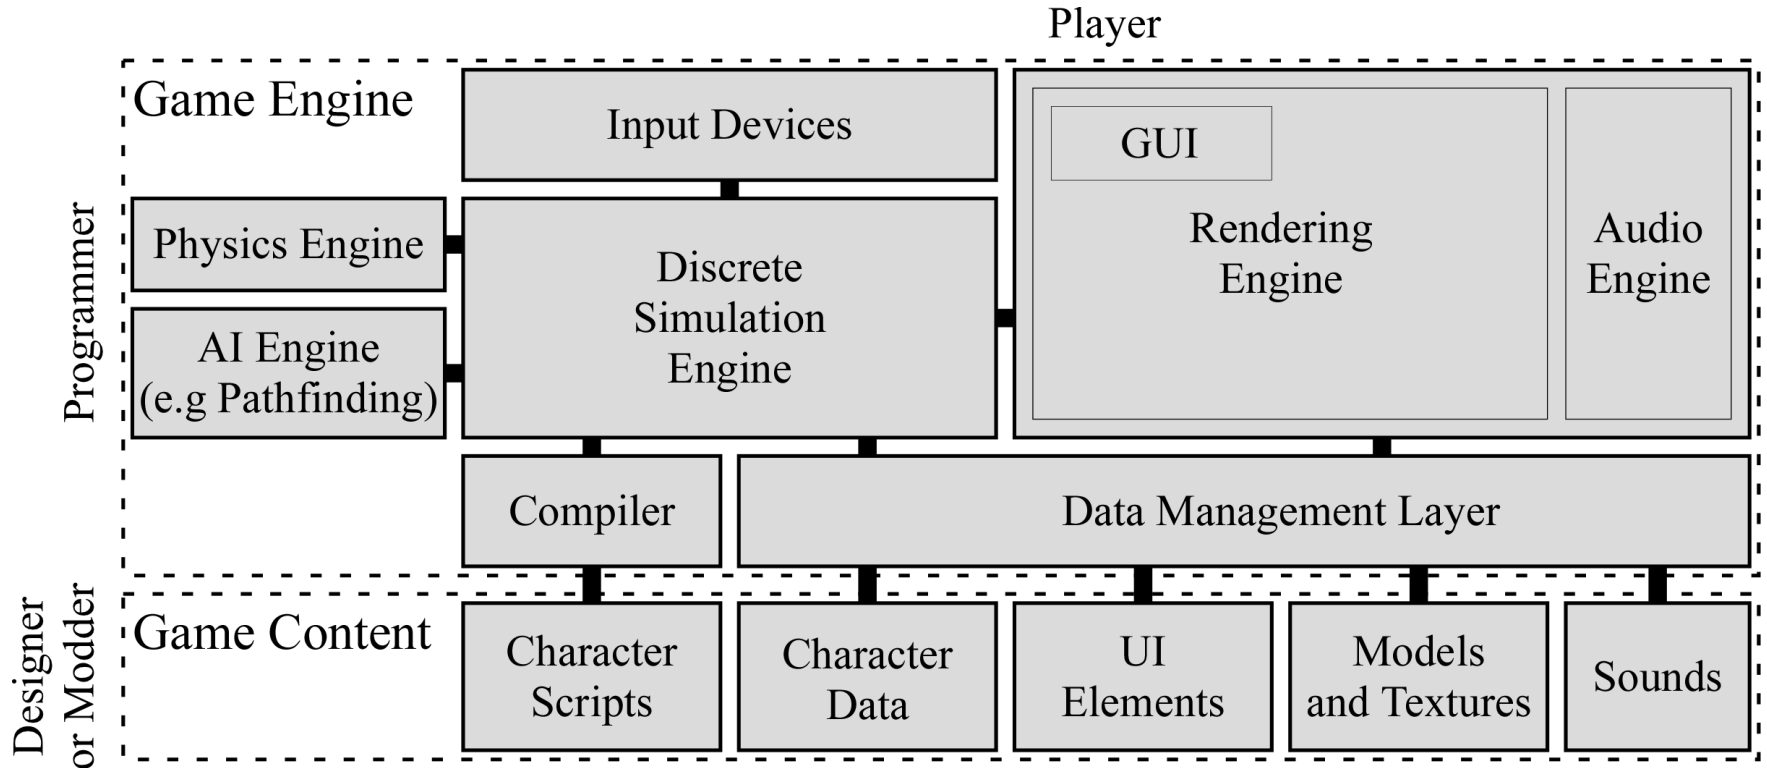 Player
Game Engine
Input Devices
GUI
Rendering
Engine
Audio
Engine
Physics Engine
Discrete
Simulation
Engine
AI Engine
(e.g Pathfinding)
Programmer
Compiler
Data Management Layer
Designer
or Modder
Game Content
Character
Scripts
Character
Data
UI
Elements
Models
and Textures
Sounds